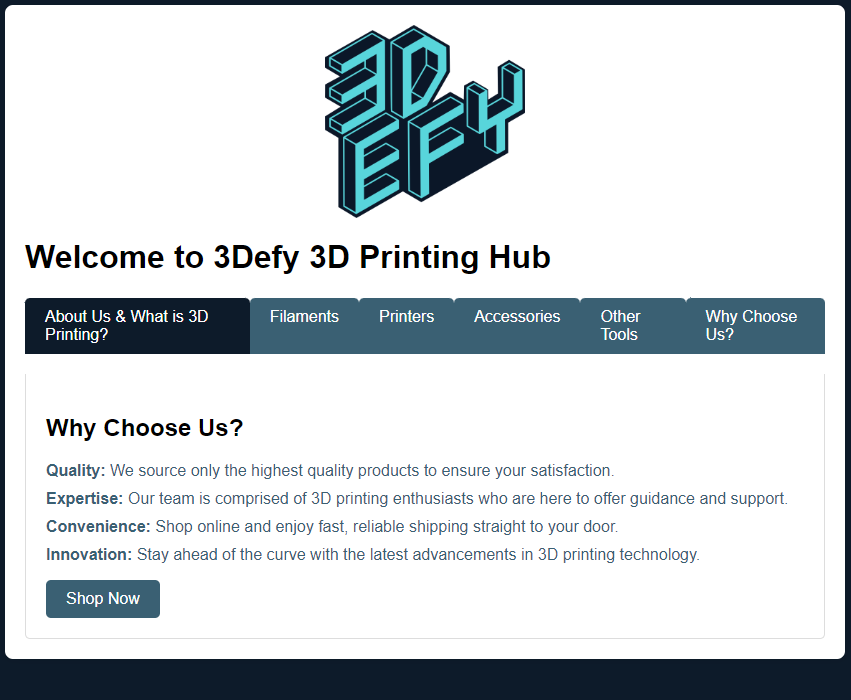 3D
EFY
Welcome to 3Defy 3D Printing Hub
About Us & What is 3D
Printing?
Filaments
Printers
Accessories
Other
Tools
Why Choose
Us?
Why Choose Us?
Quality: We source only the highest quality products to ensure your satisfaction.
Expertise: Our team is comprised of 3D printing enthusiasts who are here to offer guidance and support.
Convenience: Shop online and enjoy fast, reliable shipping straight to your door.
Innovation: Stay ahead of the curve with the latest advancements in 3D printing technology.
Shop Now